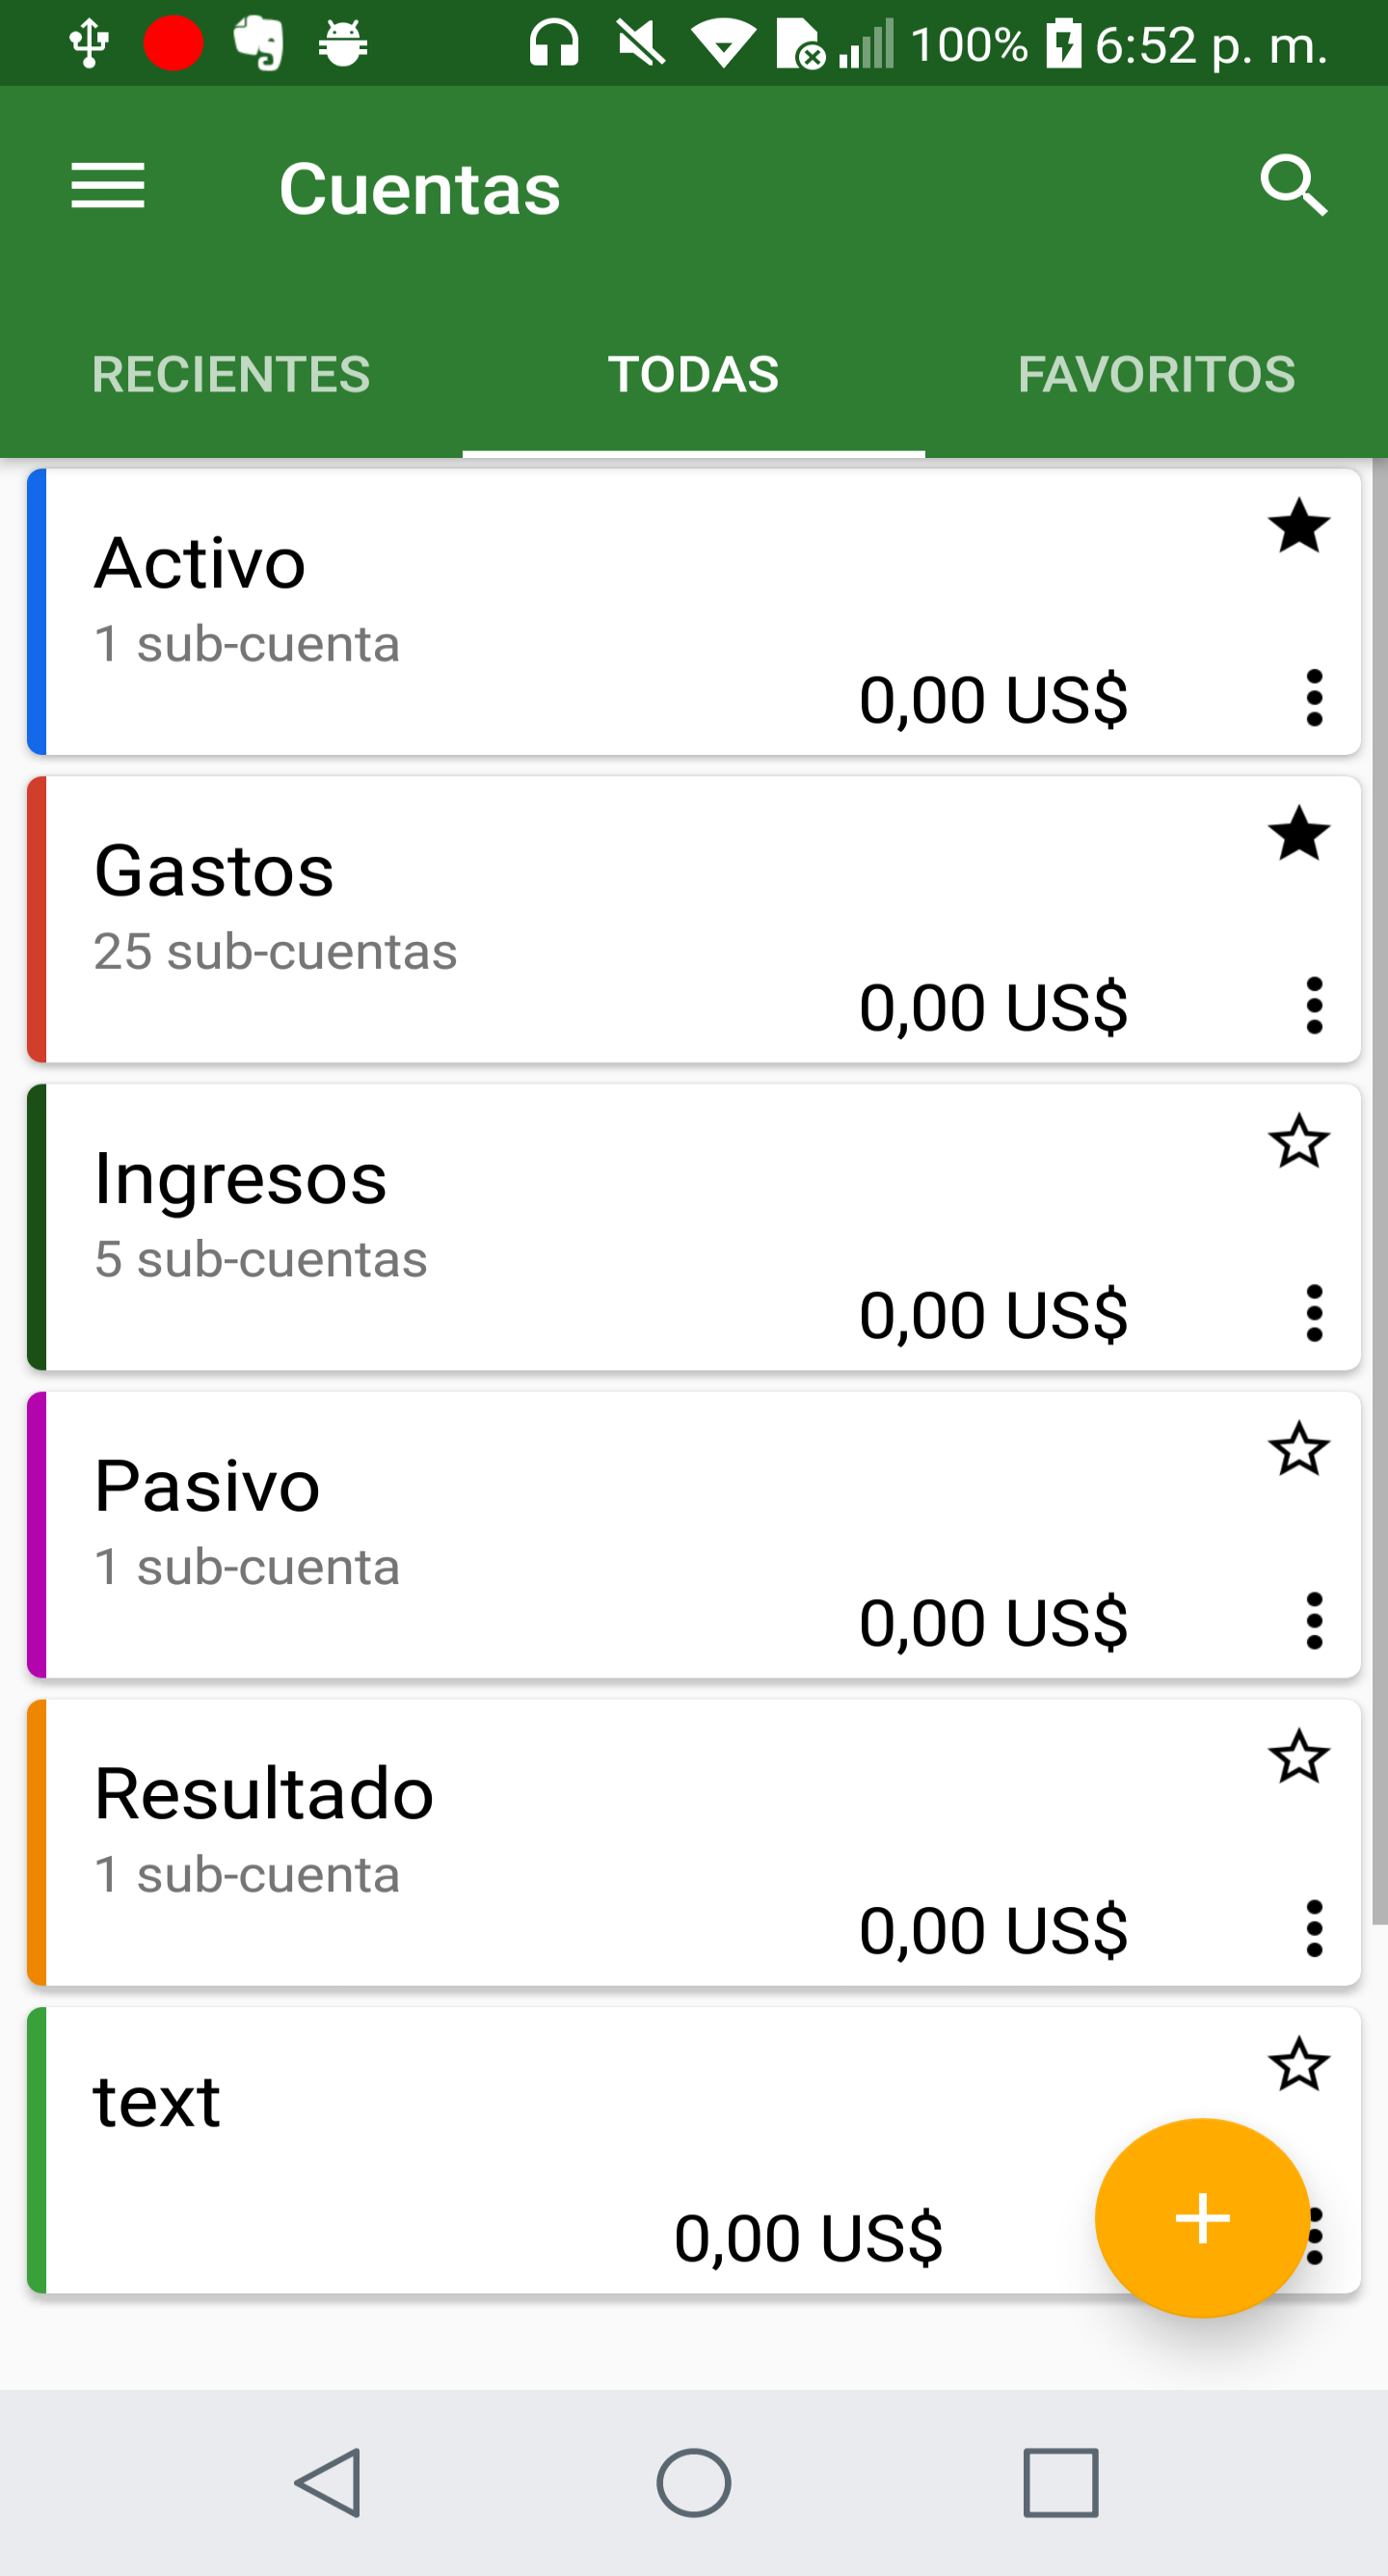 100% 6:52 p. m.
Cuentas
RECIENTES TODAS FAVORITOS
Activo
1 sub-cuenta
0,00 US$
Gastos
25 sub-cuentas
0,00 US$
Ingresos
5 sub-cuentas
0,00 US$
Pasivo
1 sub-cuenta
0,00 US$
Resultado
1 sub-cuenta
0,00 US$
text
0,00 US$